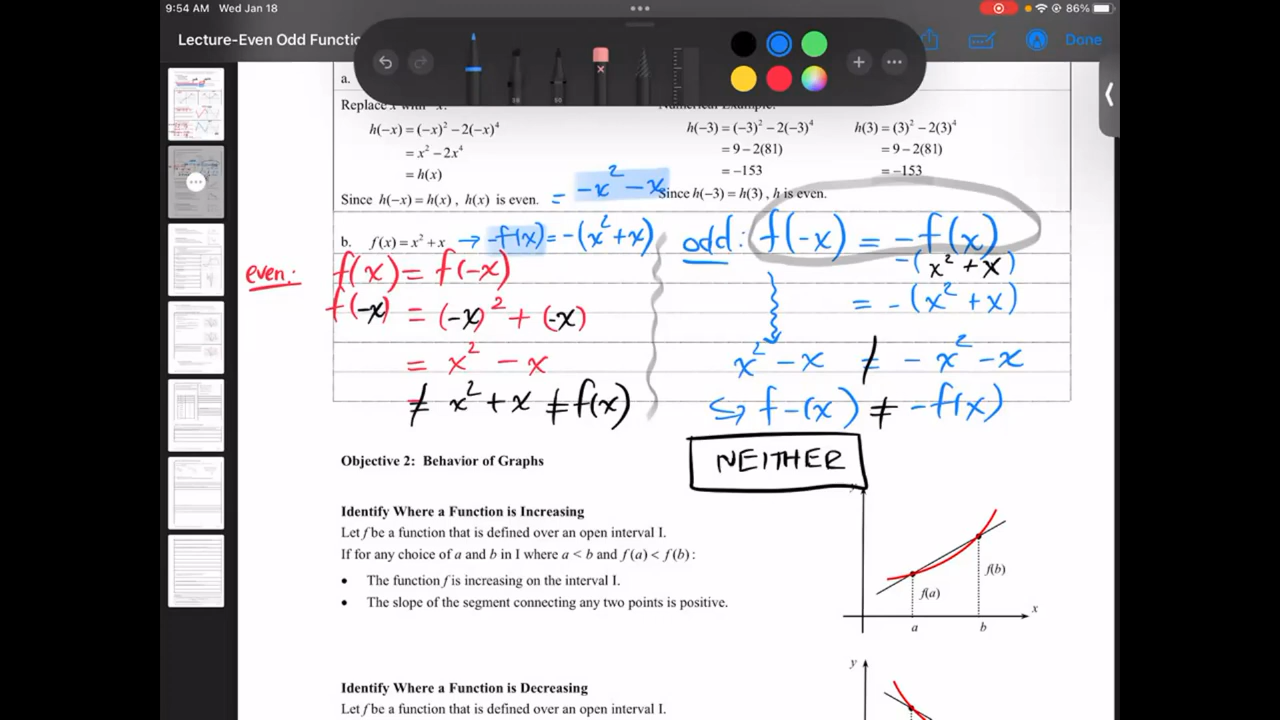 9:54 AM Wed Jan 18
86%
Lecture-Even Odd Functio
Done
a.
h(−x) = (−x)² − 2(−x)⁴
= x² − 2x⁴
= h(x)
Since h(−x) = h(x) , h(x) is even.
h(−3) = (−3)² − 2(−3)⁴
= 9 − 2(81)
= −153
h(3) = (3)² − 2(3)⁴
= 9 − 2(81)
= −153
Since h(−3) = h(3), h is even.
= −x² − x
b. f(x) = x² + x → −f(x) = −(x² + x)
even: f(x) = f(−x)
f(−x) = (−x)² + (−x)
= x² − x
≠ x² + x ≠ f(x)
odd: f(−x) = −f(x)
−(x² + x)
= −(x² + x)
x² − x ≠ −x² − x
↪ f−(x) ≠ −f(x)
NEITHER
Objective 2: Behavior of Graphs
Identify Where a Function is Increasing
Let f be a function that is defined over an open interval I.
If for any choice of a and b in I where a < b and f(a) < f(b) :
• The function f is increasing on the interval I.
• The slope of the segment connecting any two points is positive.
f(b)
f(a)
x
a b
y
Identify Where a Function is Decreasing
Let f be a function that is defined over an open interval I.